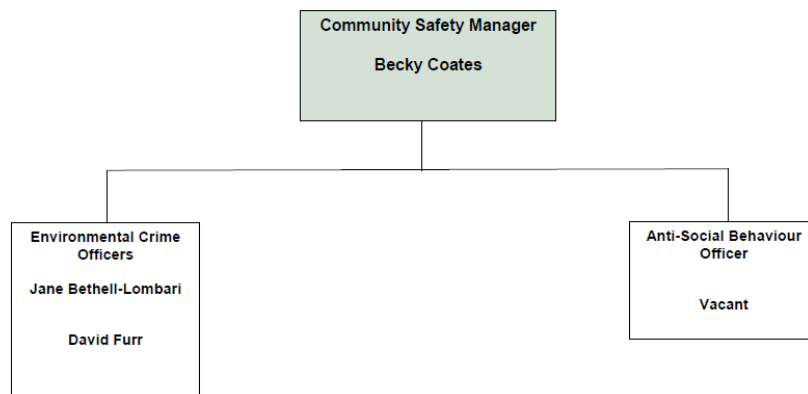 Community Safety Manager
Becky Coates
Environmental Crime
Officers
Jane Bethell-Lombari
David Furr
Anti-Social Behaviour
Officer
Vacant